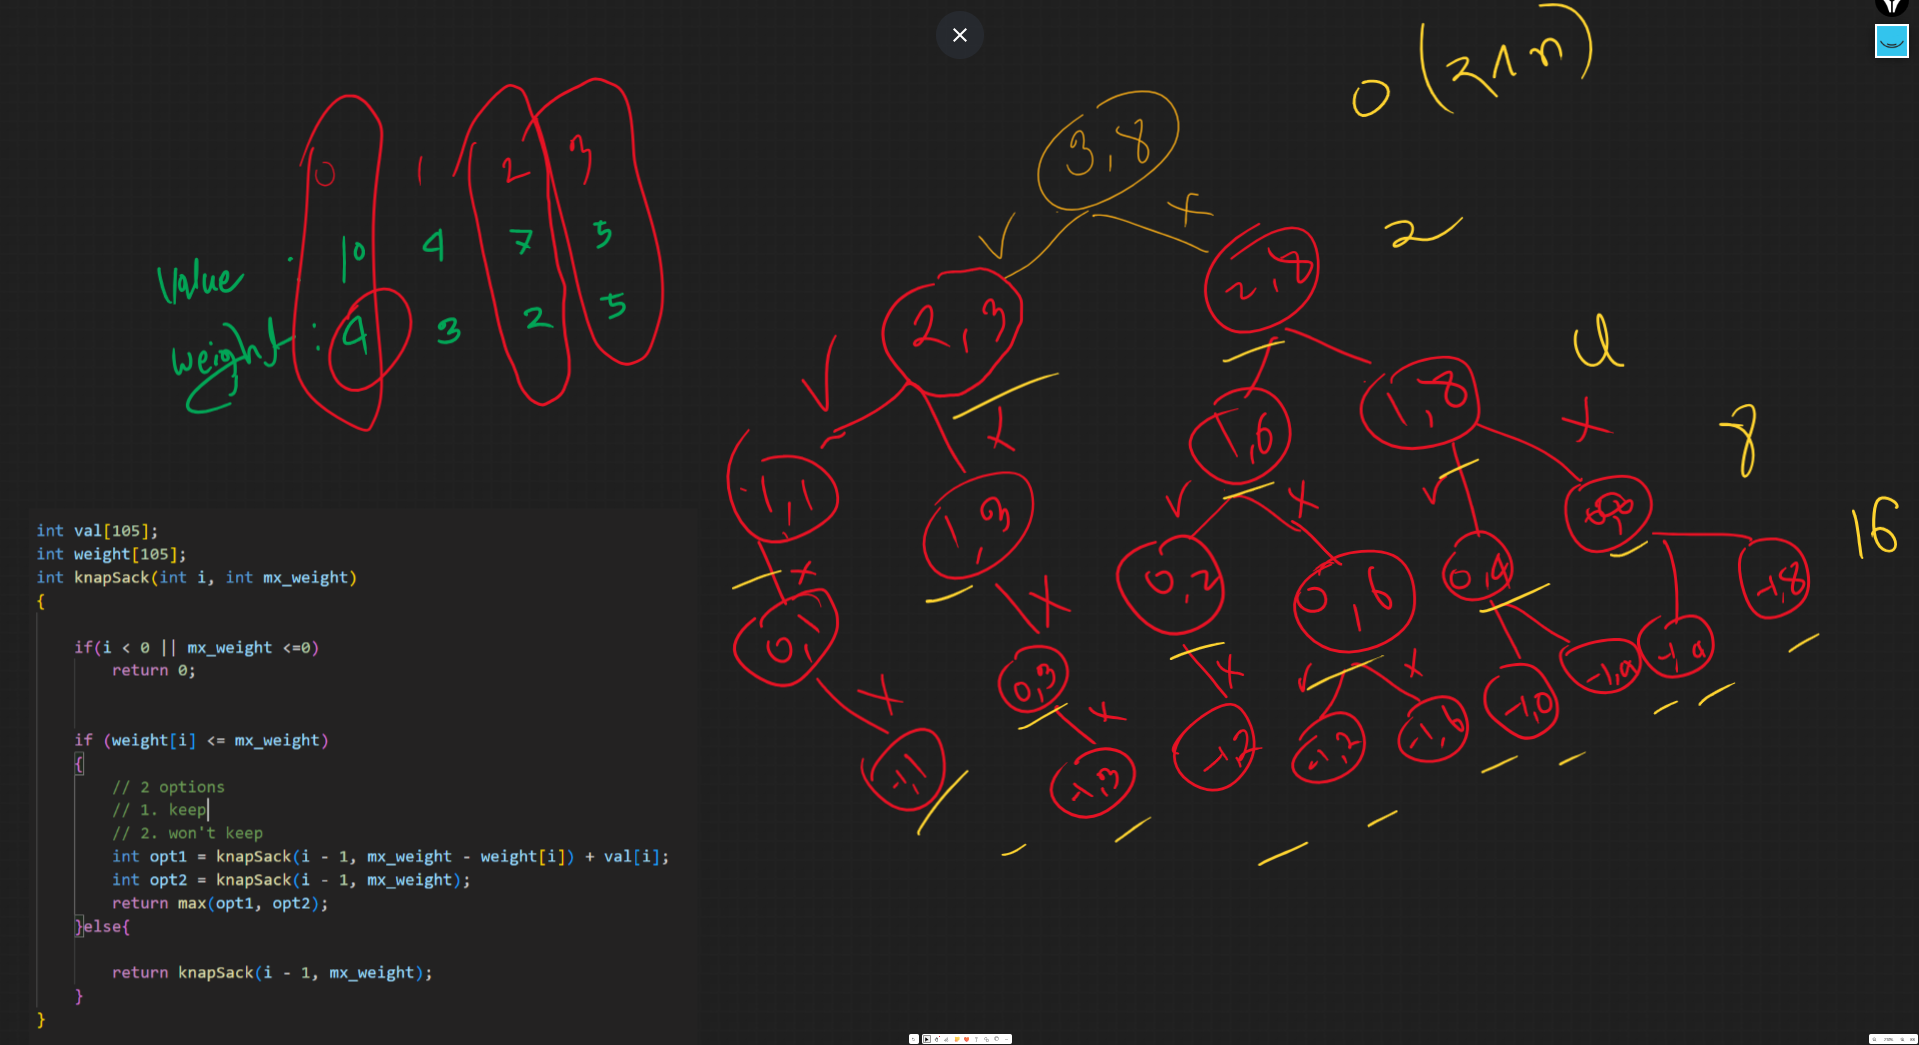 0 1 2 3
Value : 10 4 7 5
weight : 4 3 2 5
int val[105];
int weight[105];
int knapSack(int i, int mx_weight)
{
if(i < 0 || mx_weight <=0)
return 0;
if (weight[i] <= mx_weight)
{
// 2 options
// 1. keep
// 2. won't keep
int opt1 = knapSack(i - 1, mx_weight - weight[i]) + val[i];
int opt2 = knapSack(i - 1, mx_weight);
return max(opt1, opt2);
}else{
return knapSack(i - 1, mx_weight);
}
}
0(2^n)
3,8
2
2,3
2,8
4
1,1
1,3
1,6
1,8
8
0,1
0,3
0,2
0,6
0,4
-1,8
16
-1,1
-1,3
-1,2
-1,2
-1,6
-1,0